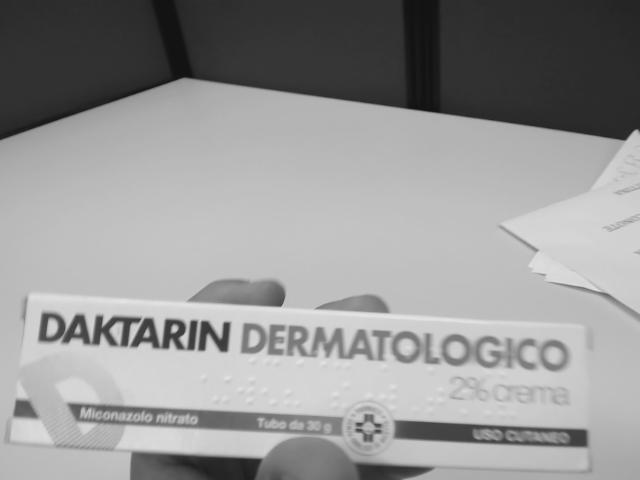 DAKTARIN DERMATOLOGICO
2% crema
Miconazolo nitrato
Tubo da 30 g
USO CUTANEO